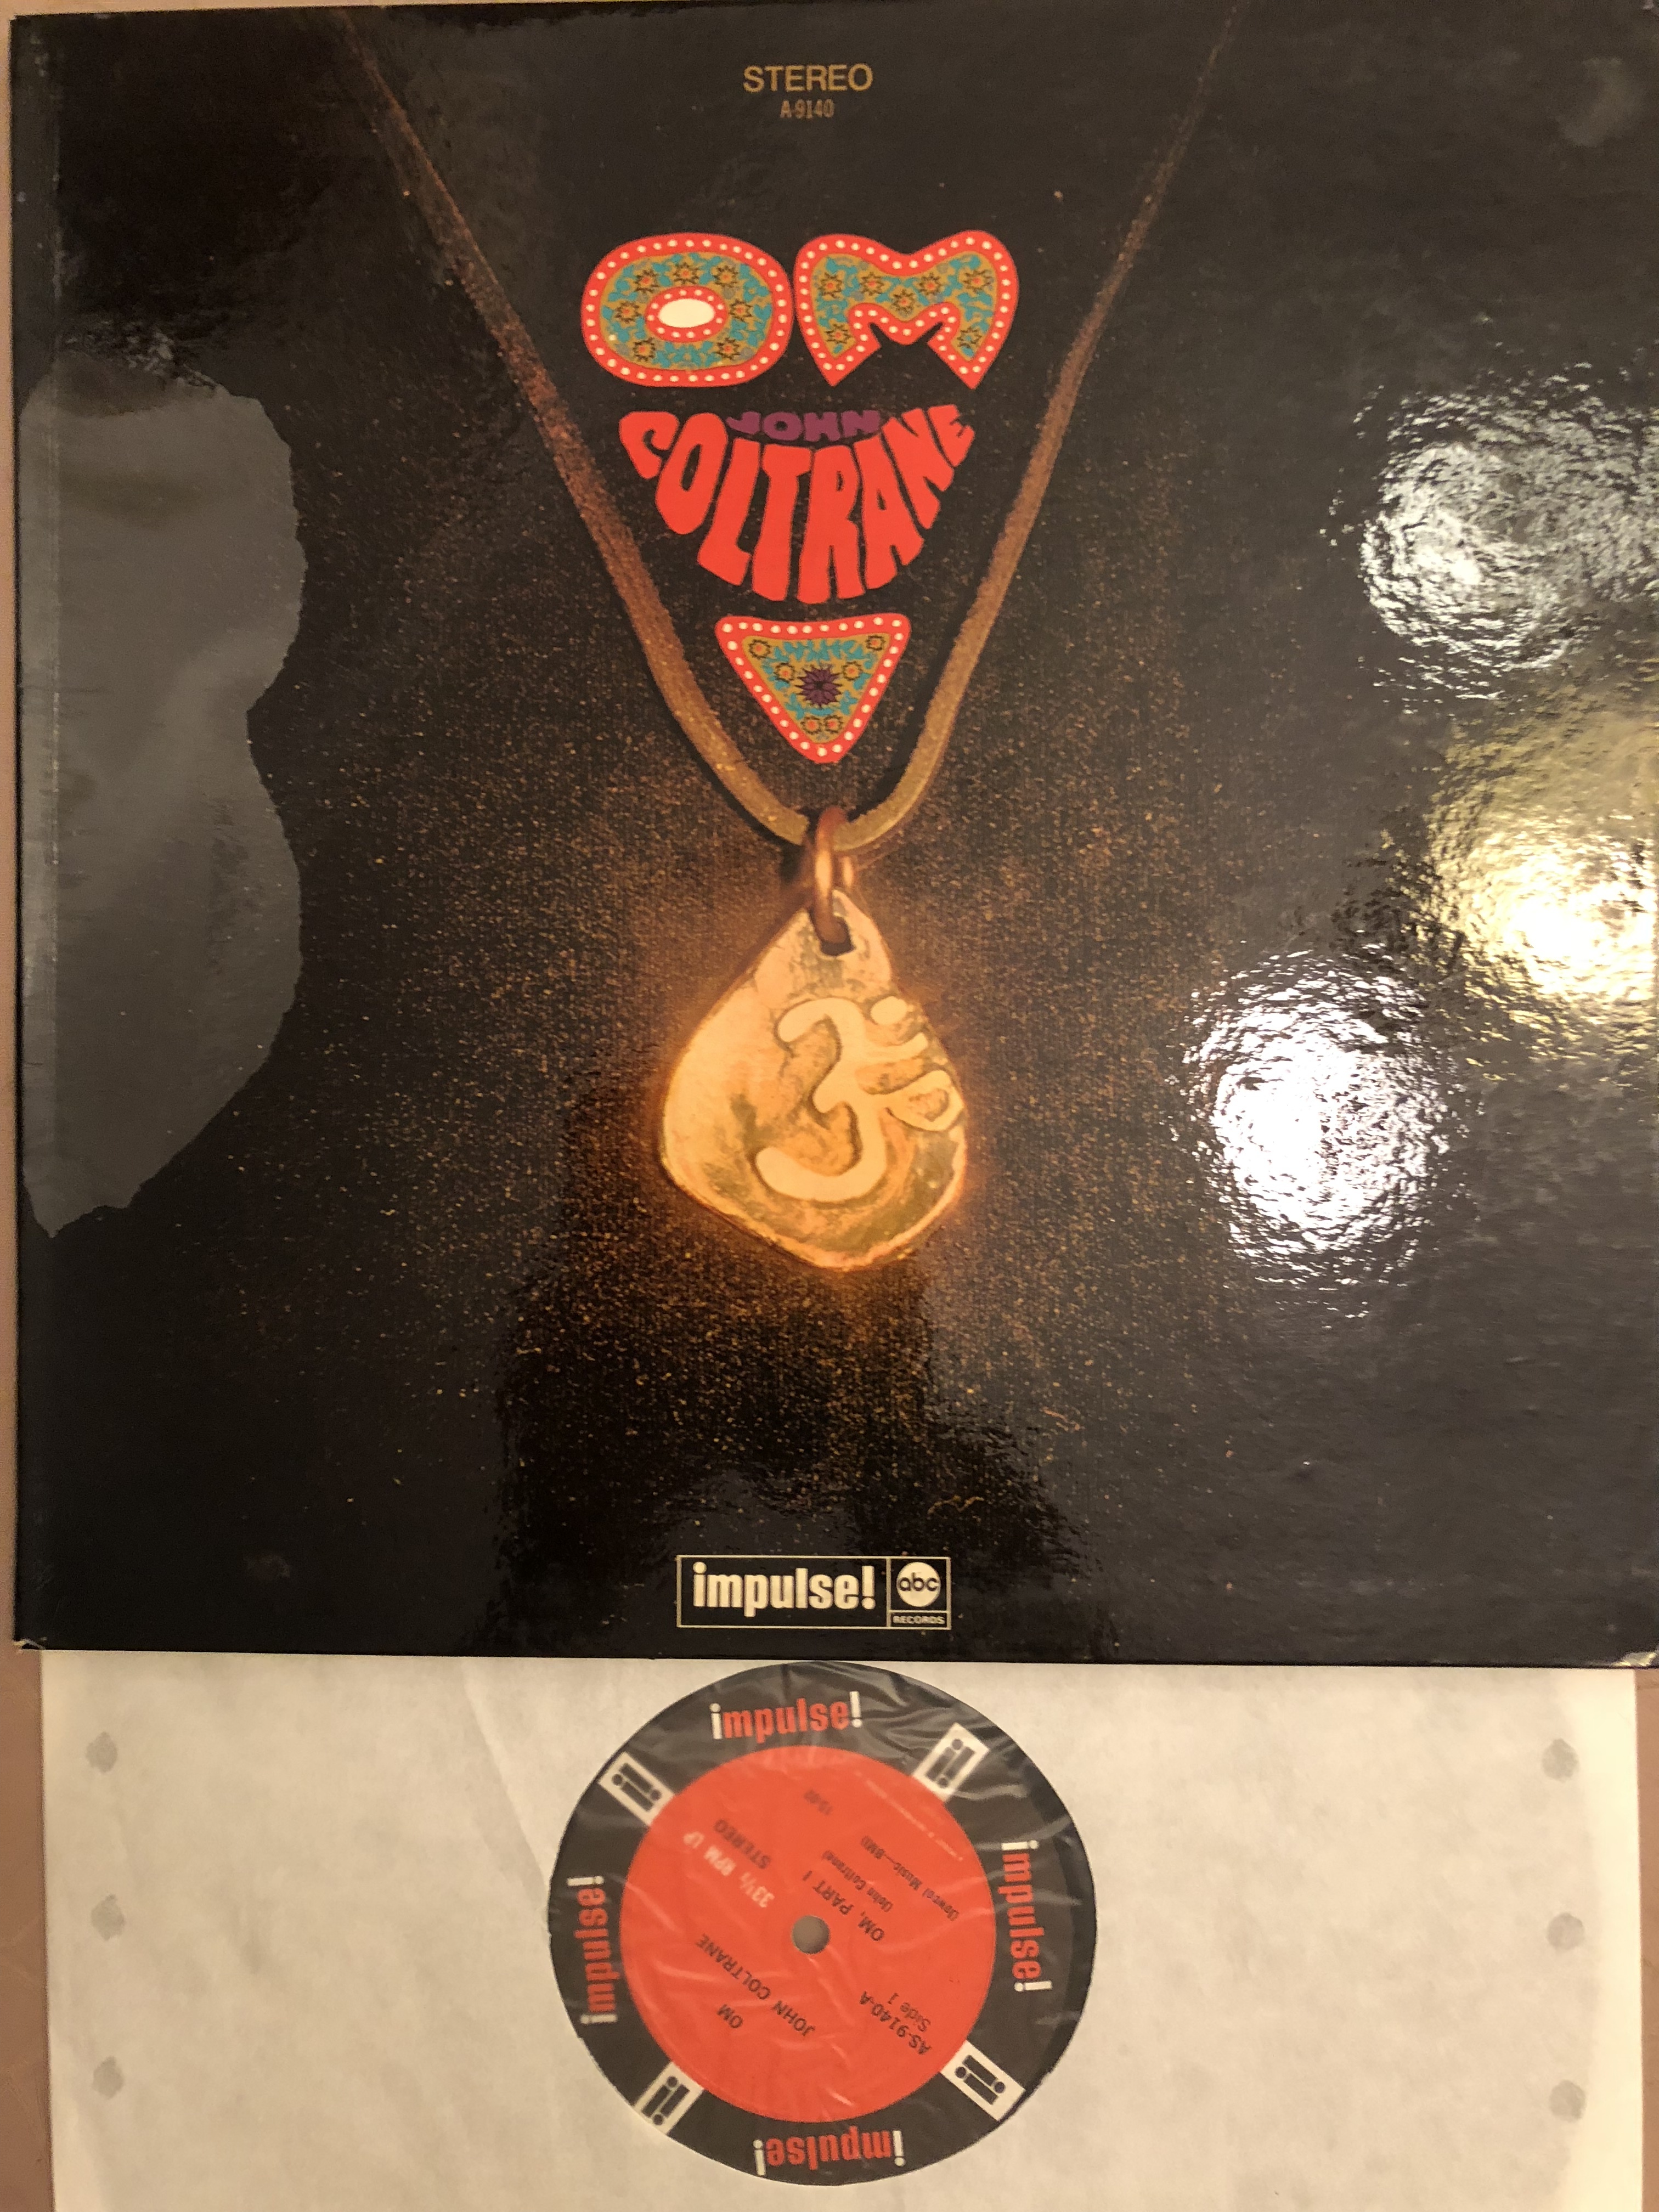 STEREO
A-9140
OM
JOHN
COLTRANE
ॐ
impulse!
abc
RECORDS
impulse!
impulse!
impulse!
impulse!
OM
JOHN COLTRANE
33⅓ RPM LP
STEREO
AS-9140-A
Side 1
OM, PART I
(John Coltrane)
(Jowcol Music—BMI)